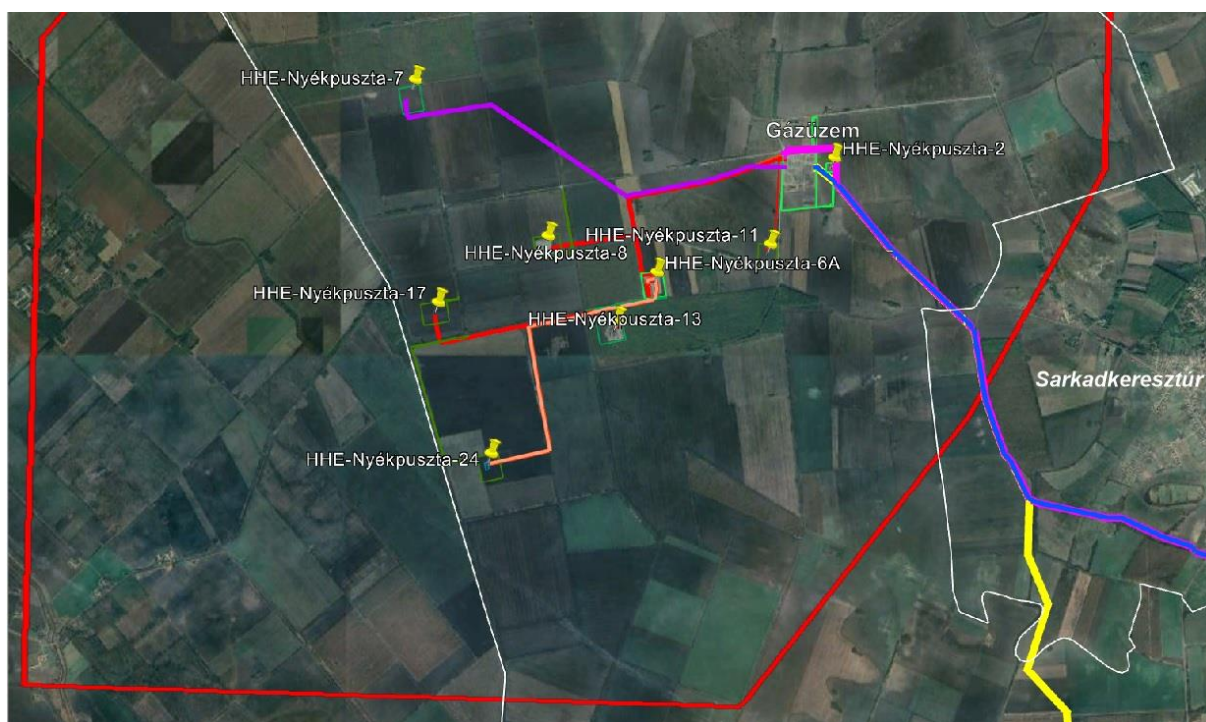 HHE-Nyékpuszta-7
Gázüzem
HHE-Nyékpuszta-2
HHE-Nyékpuszta-11
HHE-Nyékpuszta-8
HHE-Nyékpuszta-6A
HHE-Nyékpuszta-17
HHE-Nyékpuszta-13
Sarkadkeresztúr
HHE-Nyékpuszta-24